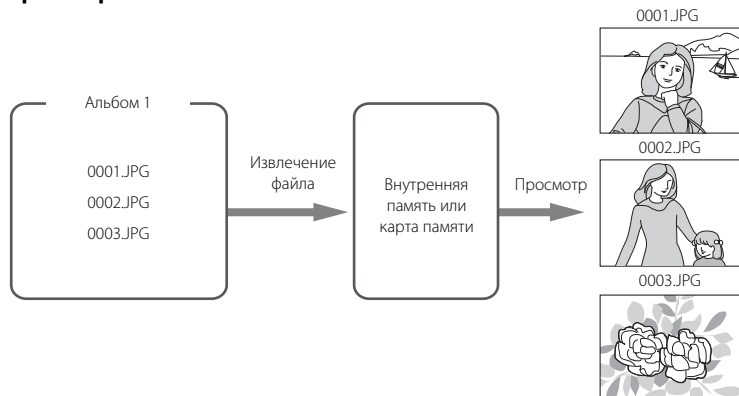 Альбом 1
0001.JPG
0002.JPG
0003.JPG
Извлечение
файла
Внутренняя
память или
карта памяти
Просмотр
0001.JPG
0002.JPG
0003.JPG